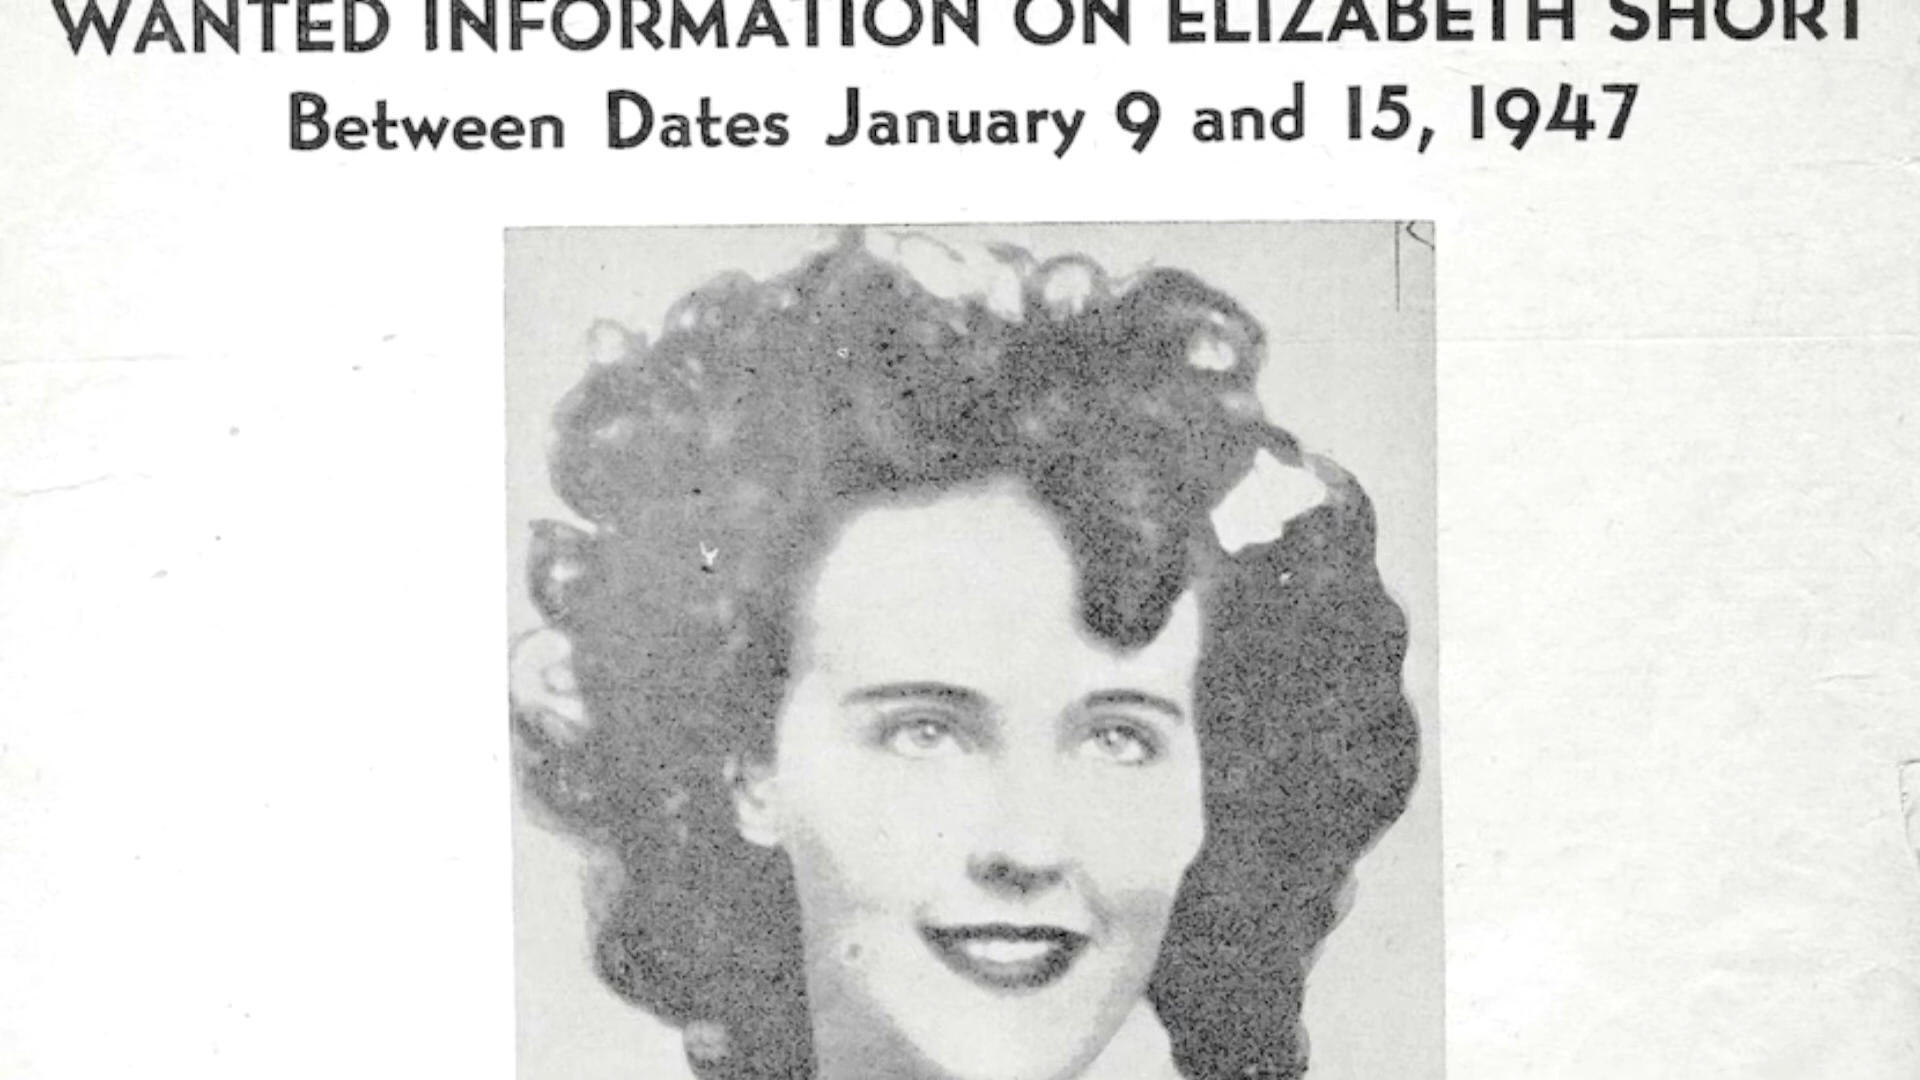 WANTED INFORMATION ON ELIZABETH SHORT
Between Dates January 9 and 15, 1947